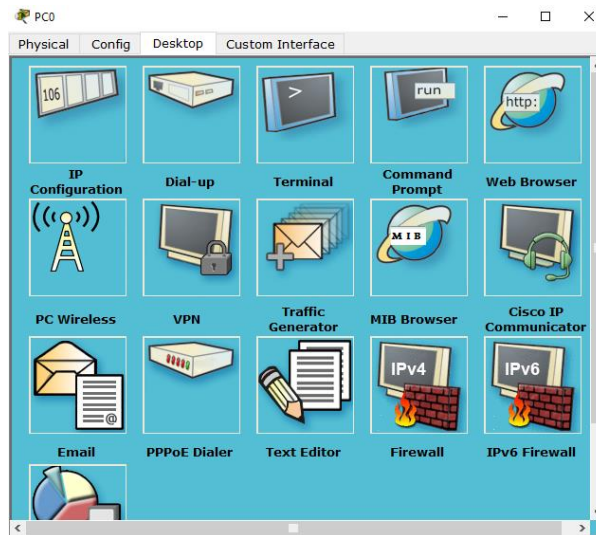 PC0
Physical Config Desktop Custom Interface
106
>
run
http:
IP
Configuration
Dial-up
Terminal
Command
Prompt
Web Browser
MIB
PC Wireless
VPN
Traffic
Generator
MIB Browser
Cisco IP
Communicator
@
IPv4
IPv6
Email
PPPoE Dialer
Text Editor
Firewall
IPv6 Firewall